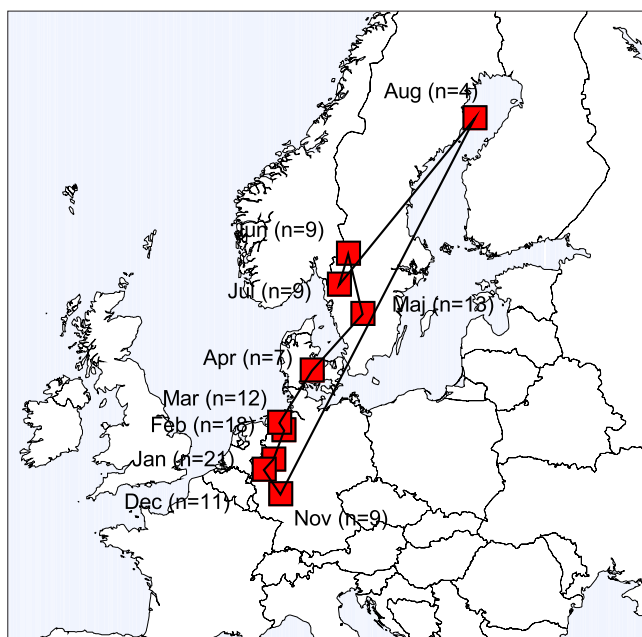 Aug (n=4)
Jun (n=9)
Jul (n=9)
Maj (n=13)
Apr (n=7)
Mar (n=12)
Feb (n=18)
Jan (n=21)
Dec (n=11)
Nov (n=9)